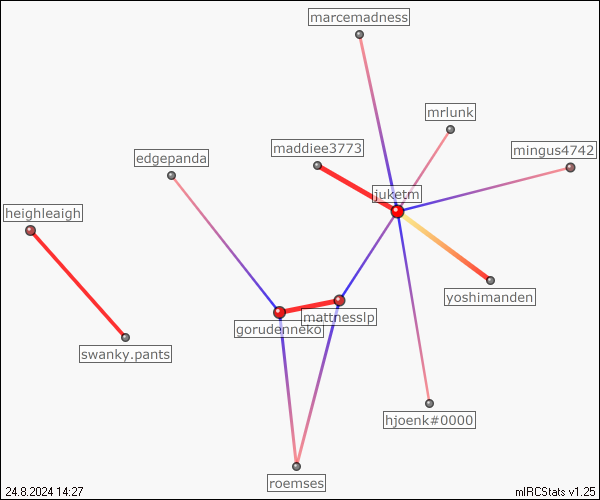 marcemadness
mrlunk
maddiee3773
mingus4742
edgepanda
juketm
heighleaigh
yoshimanden
mattnesslp
gorudenneko
swanky.pants
hjoenk#0000
roemses
24.8.2024 14:27
mIRCStats v1.25